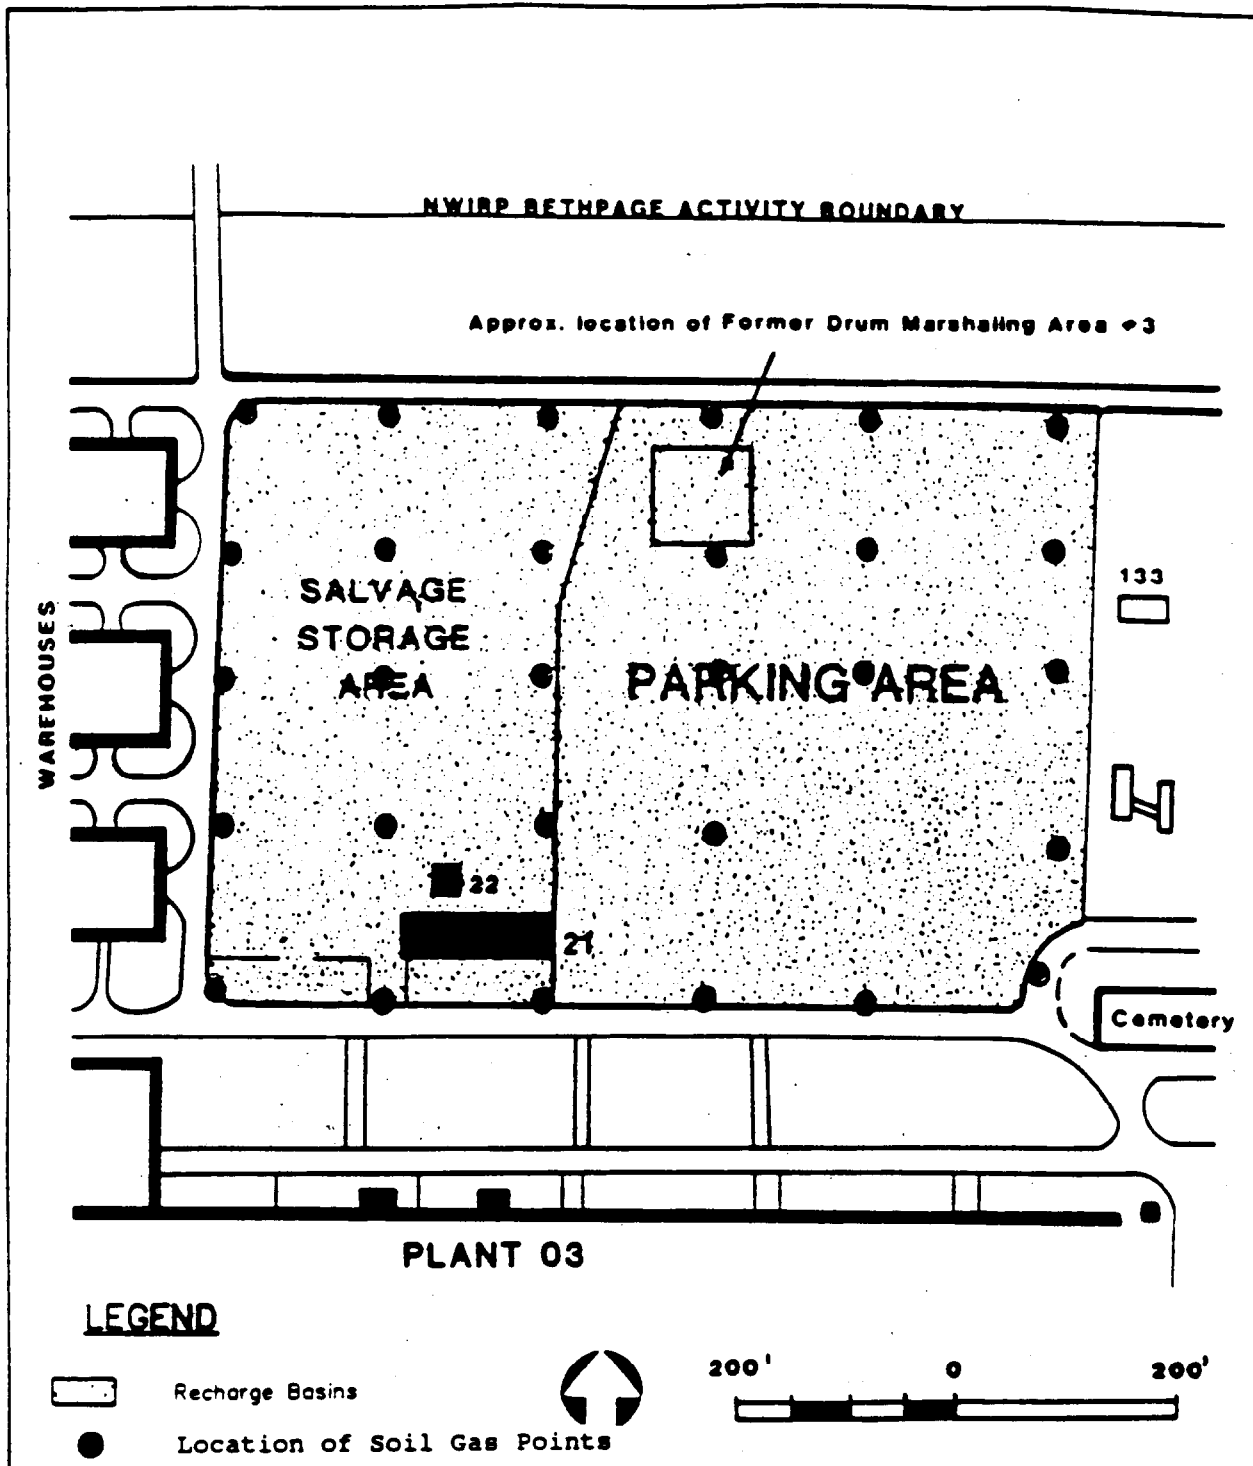 NWIRP BETHPAGE ACTIVITY BOUNDARY
Approx. location of Former Drum Marshaling Area #3
133
SALVAGE
STORAGE
AREA
PARKING AREA
WAREHOUSES
22
21
Cemetery
PLANT 03
LEGEND
200' 0 200'
Recharge Basins
Location of Soil Gas Points